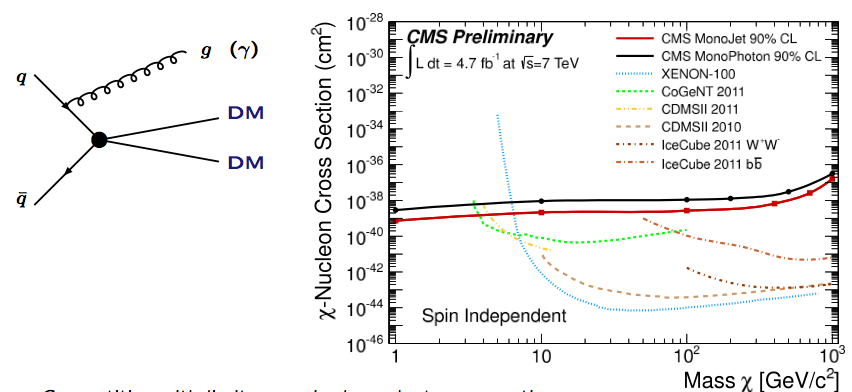 g (γ)
q
DM
DM
q̄
CMS Preliminary
∫ L dt = 4.7 fb⁻¹ at √s=7 TeV
CMS MonoJet 90% CL
CMS MonoPhoton 90% CL
XENON-100
CoGeNT 2011
CDMSII 2011
CDMSII 2010
IceCube 2011 W⁺W⁻
IceCube 2011 bb̄
Spin Independent
χ-Nucleon Cross Section (cm²)
10⁻²⁸
10⁻³⁰
10⁻³²
10⁻³⁴
10⁻³⁶
10⁻³⁸
10⁻⁴⁰
10⁻⁴²
10⁻⁴⁴
10⁻⁴⁶
1 10 10² 10³
Mass χ [GeV/c²]